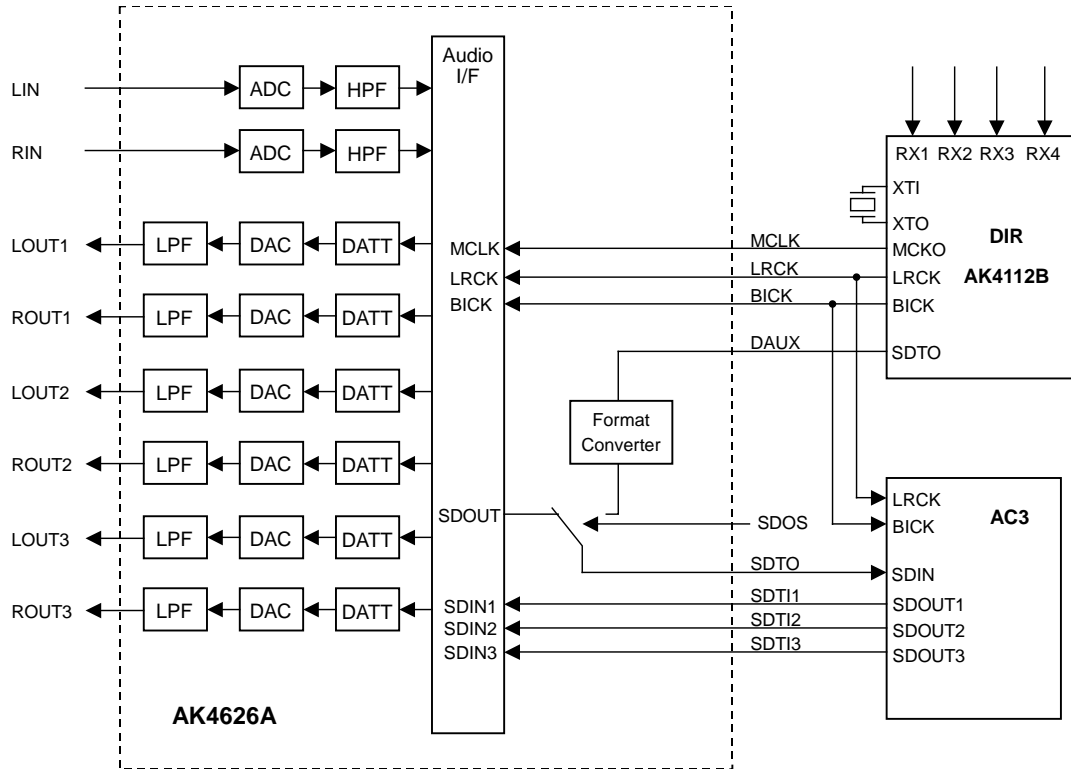 Audio
I/F
LIN
ADC
HPF
RIN
ADC
HPF
RX1 RX2 RX3 RX4
XTI
XTO
LOUT1
LPF
DAC
DATT
MCLK
MCLK
MCKO
DIR
LRCK
LRCK
LRCK
AK4112B
BICK
BICK
BICK
ROUT1
LPF
DAC
DATT
DAUX
SDTO
LOUT2
LPF
DAC
DATT
Format
Converter
ROUT2
LPF
DAC
DATT
LRCK
SDOUT
SDOS
BICK
AC3
LOUT3
LPF
DAC
DATT
SDTO
SDIN
ROUT3
LPF
DAC
DATT
SDIN1
SDTI1
SDOUT1
SDIN2
SDTI2
SDOUT2
SDIN3
SDTI3
SDOUT3
AK4626A